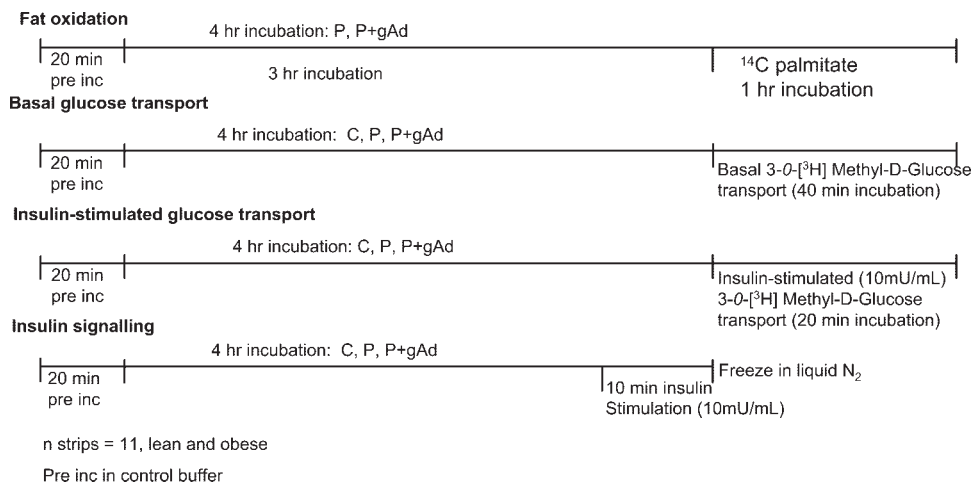 Fat oxidation
4 hr incubation: P, P+gAd
20 min
pre inc
3 hr incubation
¹⁴C palmitate
1 hr incubation
Basal glucose transport
4 hr incubation: C, P, P+gAd
20 min
pre inc
Basal 3-0-[³H] Methyl-D-Glucose
transport (40 min incubation)
Insulin-stimulated glucose transport
4 hr incubation: C, P, P+gAd
20 min
pre inc
Insulin-stimulated (10mU/mL)
3-0-[³H] Methyl-D-Glucose
transport (20 min incubation)
Insulin signalling
4 hr incubation: C, P, P+gAd
20 min
pre inc
10 min insulin
Stimulation (10mU/mL)
Freeze in liquid N₂
n strips = 11, lean and obese
Pre inc in control buffer